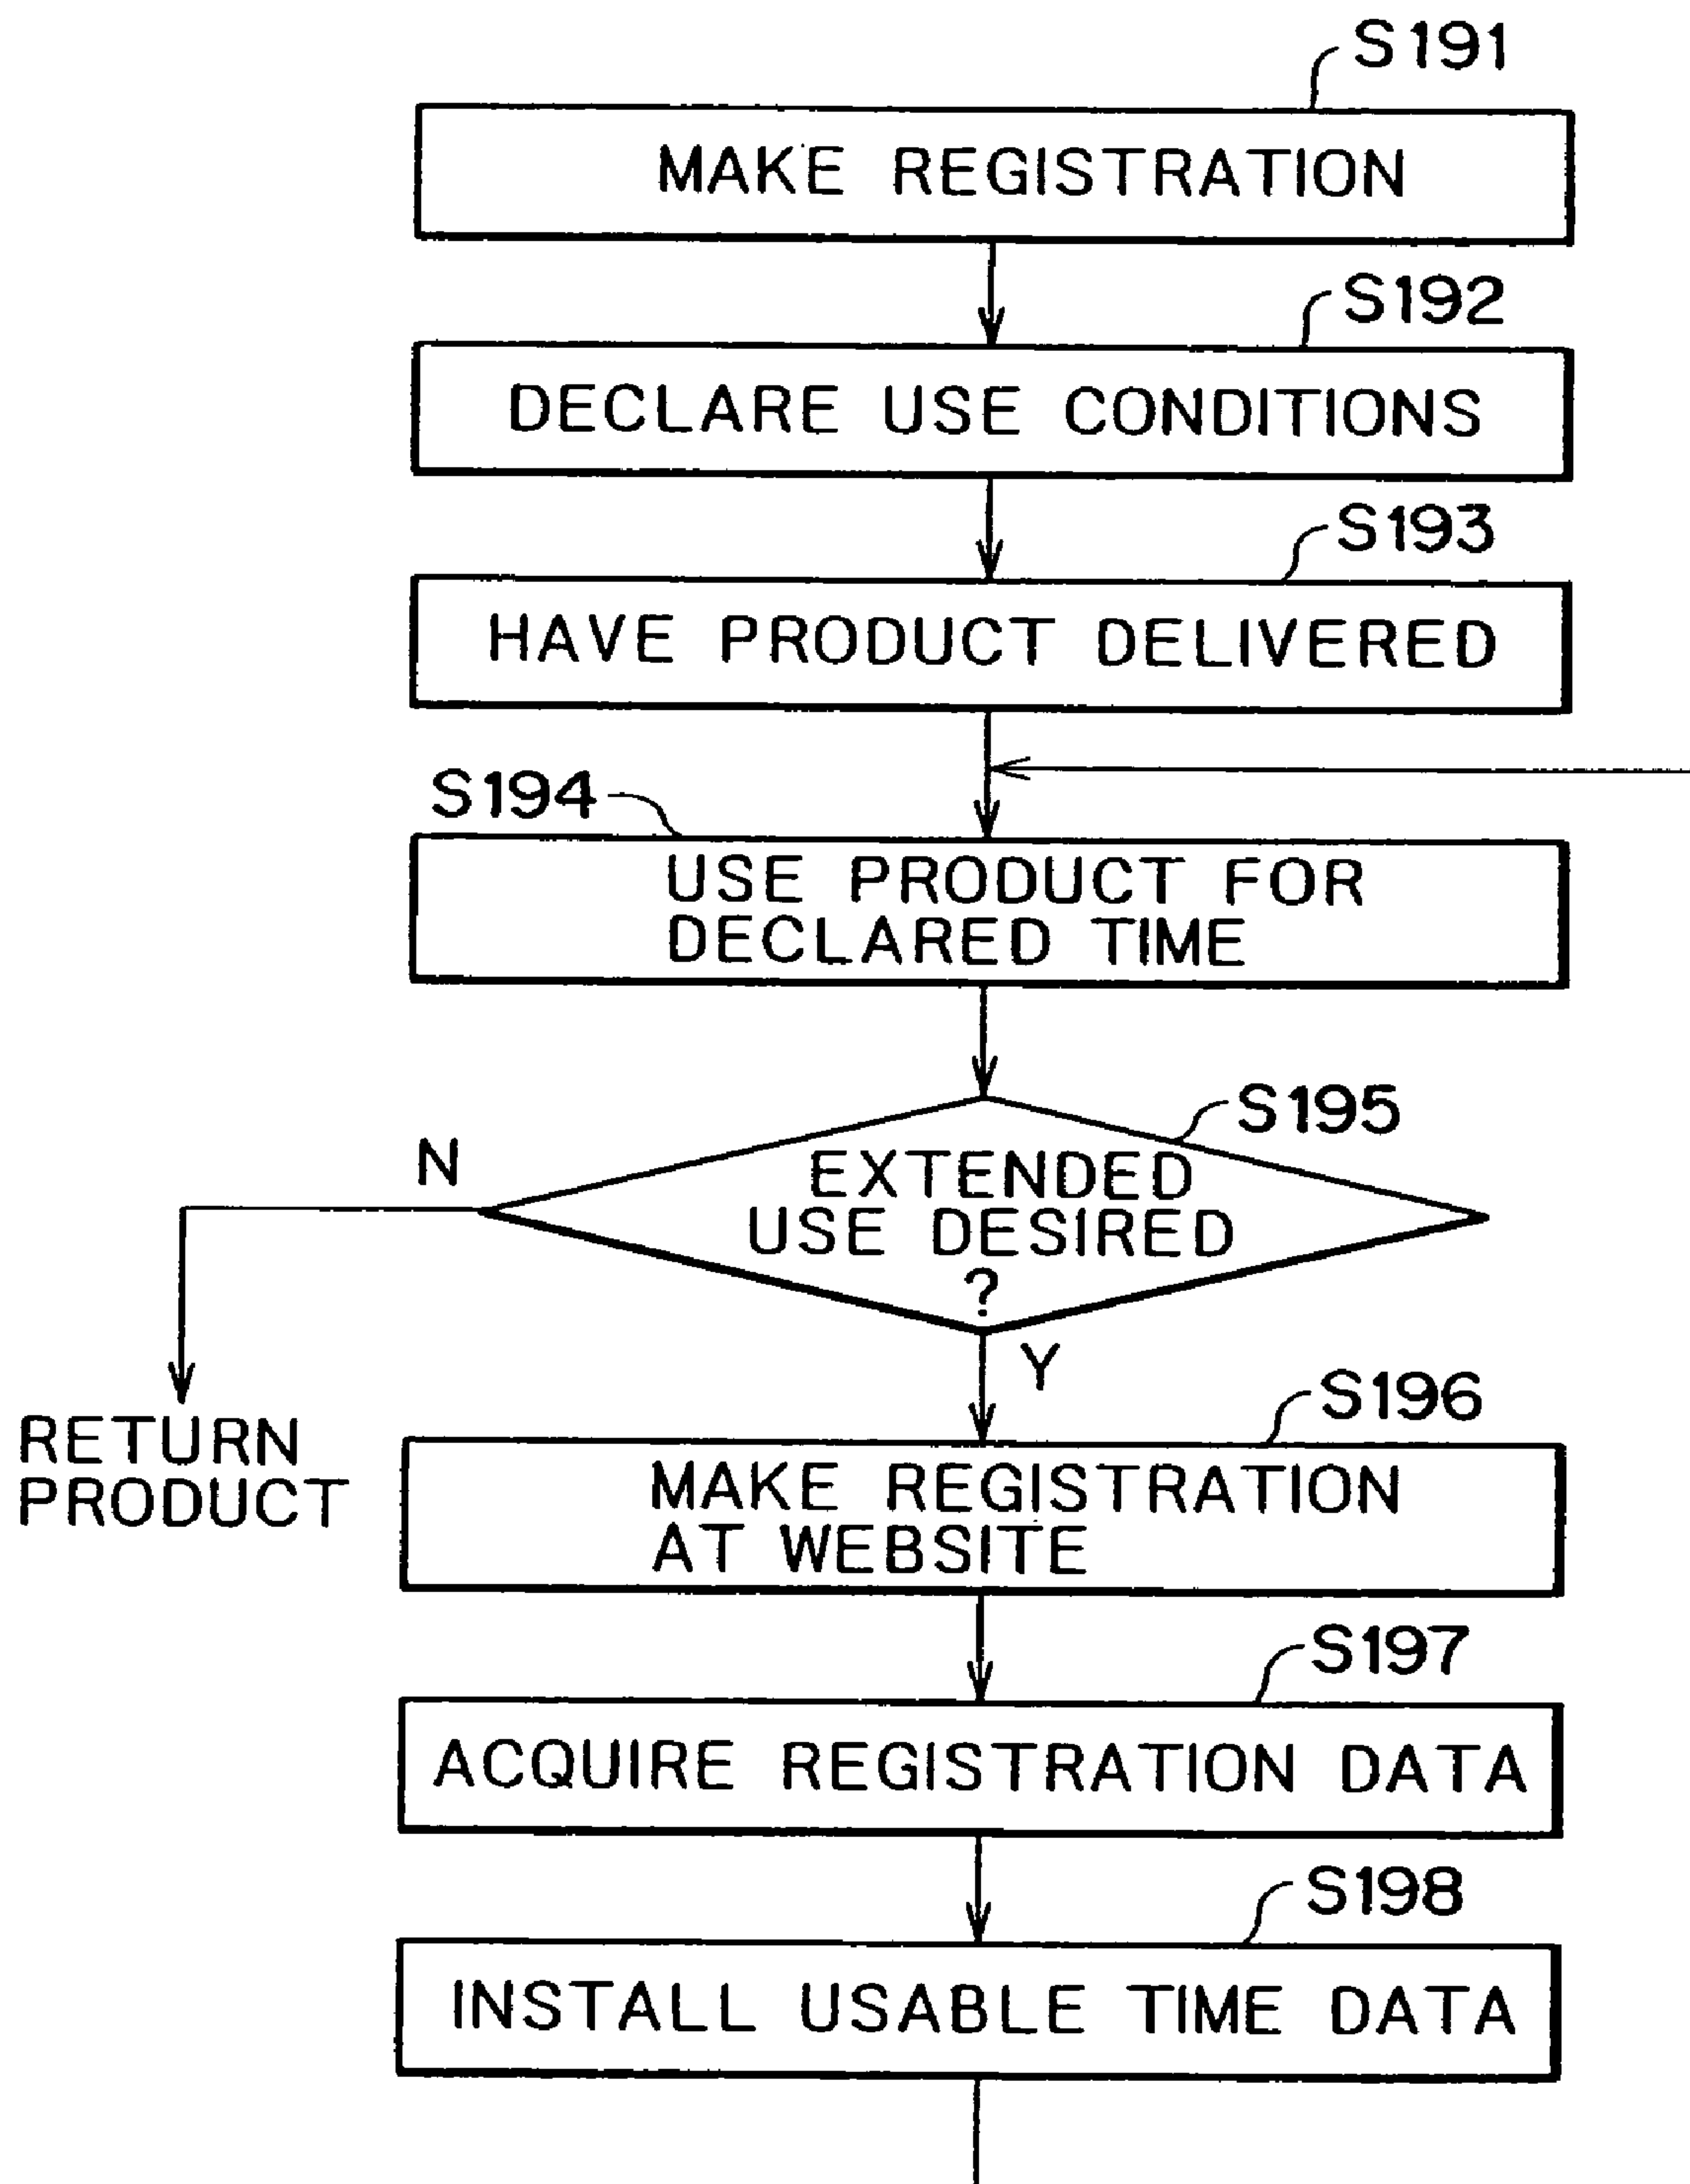 S191
MAKE REGISTRATION
S192
DECLARE USE CONDITIONS
S193
HAVE PRODUCT DELIVERED
S194
USE PRODUCT FOR
DECLARED TIME
S195
N
EXTENDED
USE DESIRED
?
Y
RETURN
PRODUCT
S196
MAKE REGISTRATION
AT WEBSITE
S197
ACQUIRE REGISTRATION DATA
S198
INSTALL USABLE TIME DATA